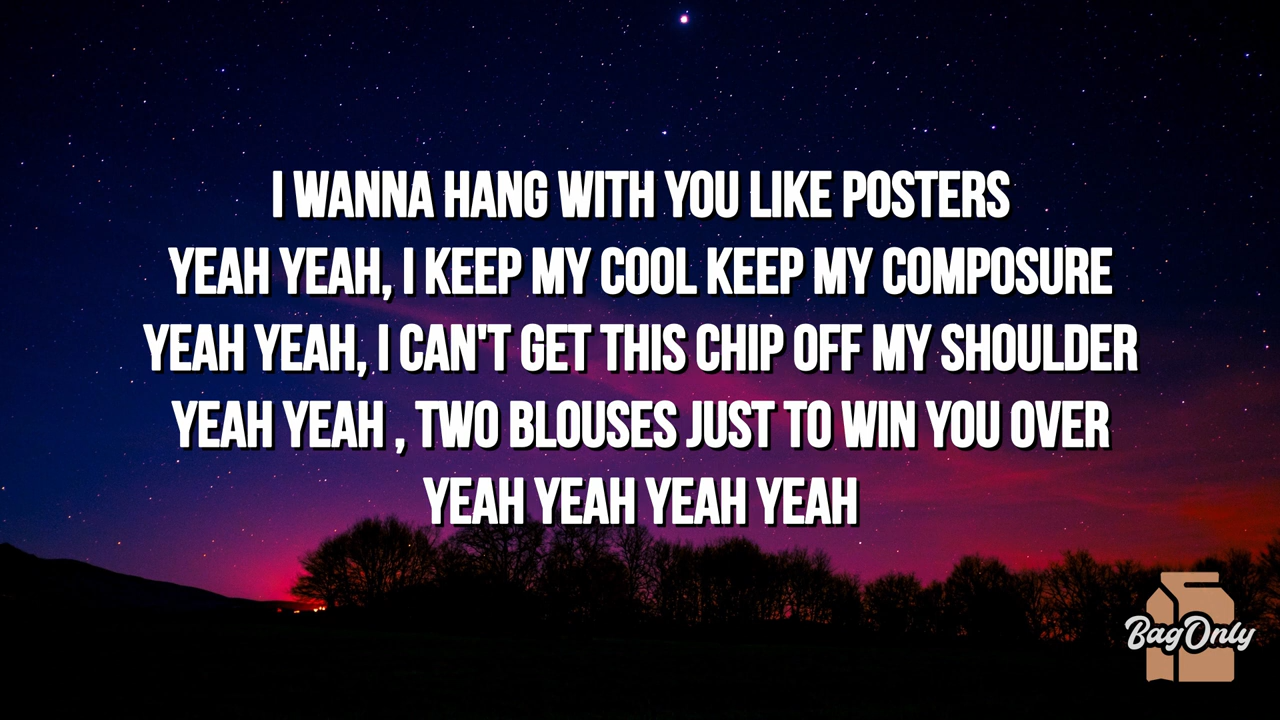 I WANNA HANG WITH YOU LIKE POSTERS
YEAH YEAH, I KEEP MY COOL KEEP MY COMPOSURE
YEAH YEAH, I CAN'T GET THIS CHIP OFF MY SHOULDER
YEAH YEAH , TWO BLOUSES JUST TO WIN YOU OVER
YEAH YEAH YEAH YEAH
BagOnly